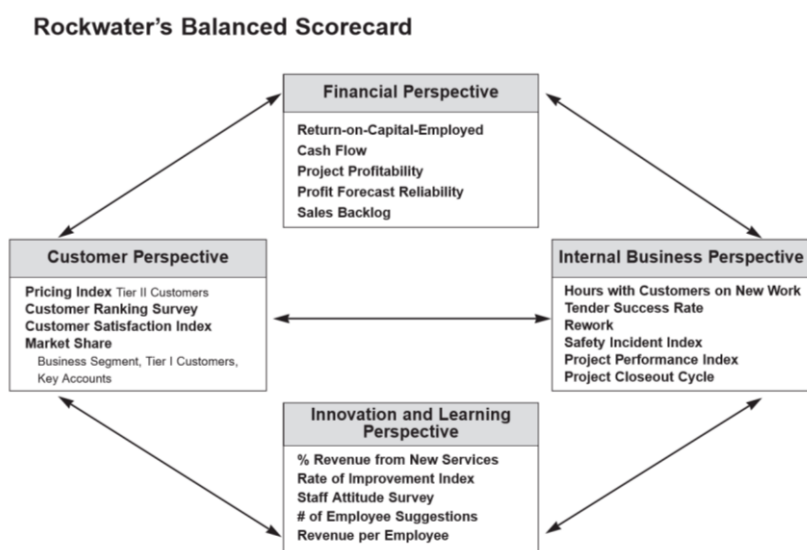 Rockwater's Balanced Scorecard
Financial Perspective
Return-on-Capital-Employed
Cash Flow
Project Profitability
Profit Forecast Reliability
Sales Backlog
Customer Perspective
Pricing Index Tier II Customers
Customer Ranking Survey
Customer Satisfaction Index
Market Share
Business Segment, Tier I Customers,
Key Accounts
Internal Business Perspective
Hours with Customers on New Work
Tender Success Rate
Rework
Safety Incident Index
Project Performance Index
Project Closeout Cycle
Innovation and Learning
Perspective
% Revenue from New Services
Rate of Improvement Index
Staff Attitude Survey
# of Employee Suggestions
Revenue per Employee